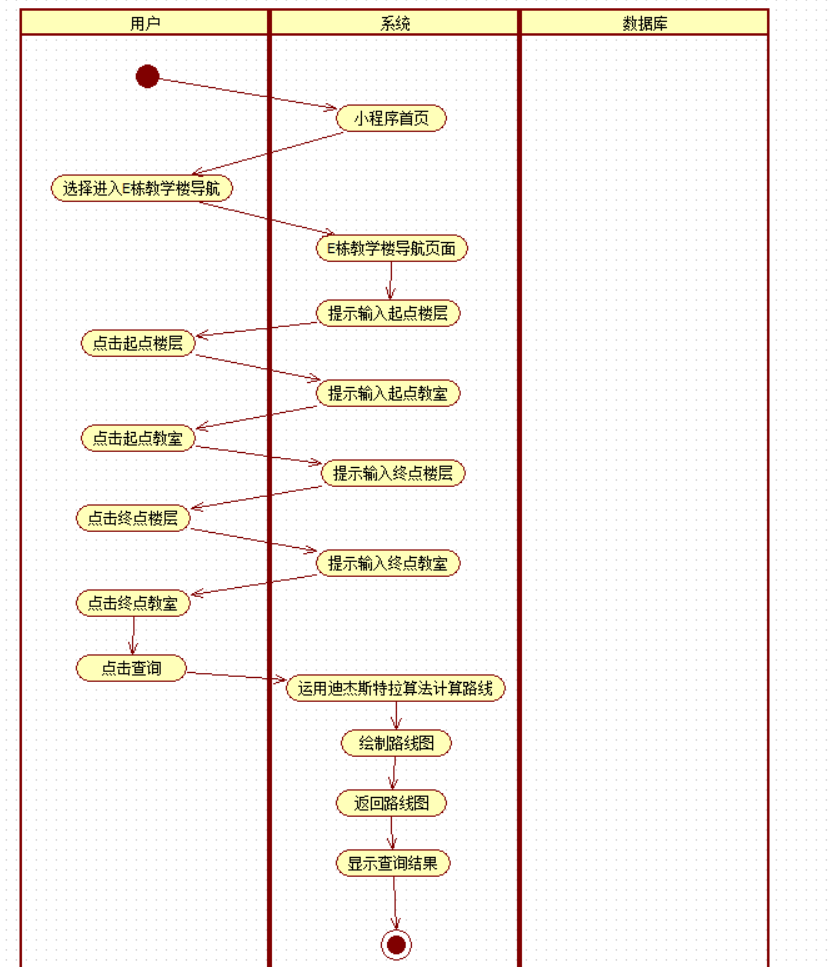 用户
系统
数据库
小程序首页
选择进入E栋教学楼导航
E栋教学楼导航页面
提示输入起点楼层
点击起点楼层
提示输入起点教室
点击起点教室
提示输入终点楼层
点击终点楼层
提示输入终点教室
点击终点教室
点击查询
运用迪杰斯特拉算法计算路线
绘制路线图
返回路线图
显示查询结果